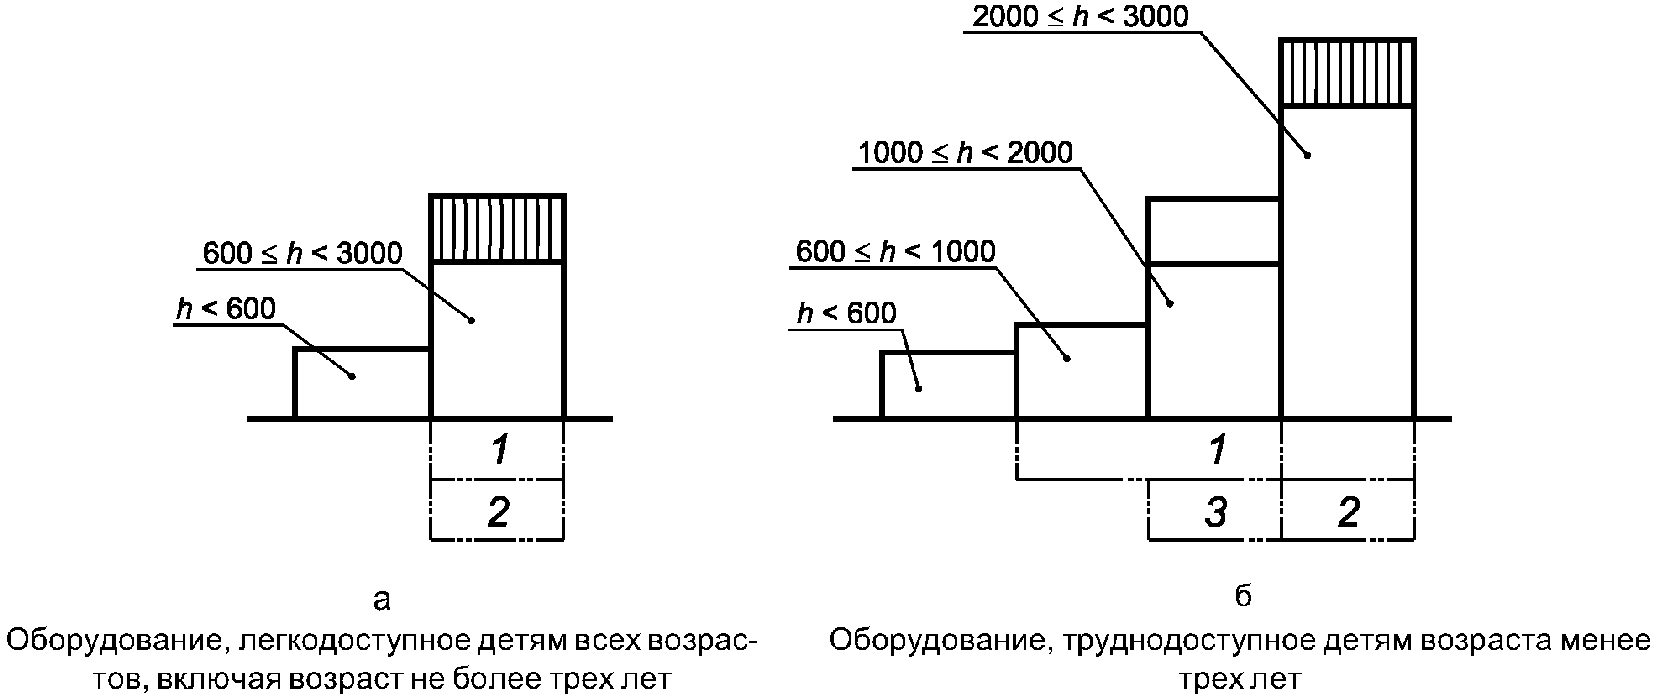 2000 ≤ h < 3000
1000 ≤ h < 2000
600 ≤ h < 3000
600 ≤ h < 1000
h < 600
h < 600
1
1
2
3
2
а
б
Оборудование, легкодоступное детям всех возрас-
тов, включая возраст не более трех лет
Оборудование, труднодоступное детям возраста менее
трех лет